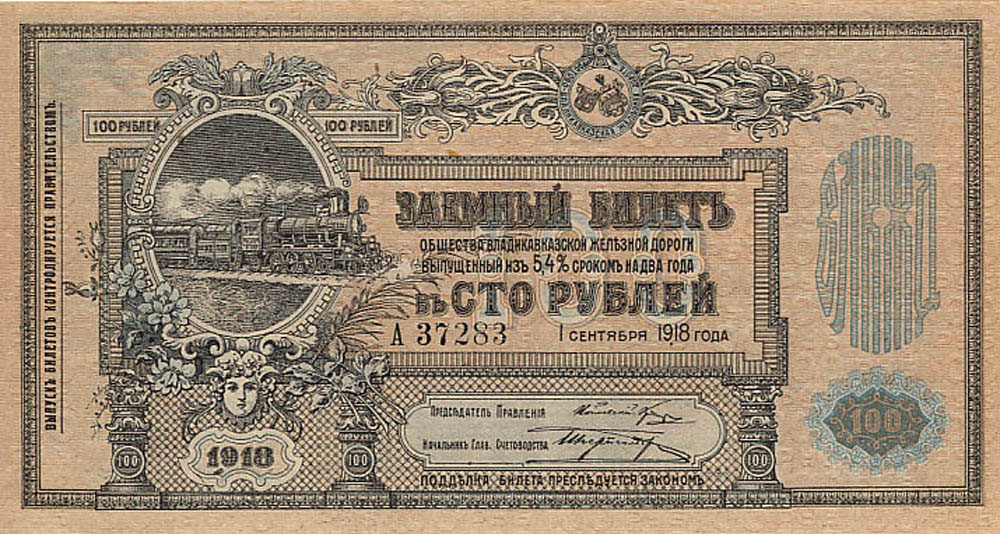 100 РУБЛЕЙ
100 РУБЛЕЙ
ВЫПУСКЪ БИЛЕТОВЪ КОНТРОЛИРУЕТСЯ ПРАВИТЕЛЬСТВОМЪ.
ЗАЕМНЫЙ БИЛЕТЪ
ОБЩЕСТВА ВЛАДИКАВКАЗСКОЙ ЖЕЛѢЗНОЙ ДОРОГИ
ВЫПУЩЕННЫЙ ИЗЪ 5,4% СРОКОМЪ НА ДВА ГОДА
ВЪ СТО РУБЛЕЙ
А 37283
1 СЕНТЯБРЯ 1918 ГОДА
ПРЕДСѢДАТЕЛЬ ПРАВЛЕНІЯ
НАЧАЛЬНИКЪ ГЛАВ. СЧЕТОВОДСТВА
100
1918
100
100
100
ПОДДѢЛКА БИЛЕТА ПРЕСЛѢДУЕТСЯ ЗАКОНОМЪ